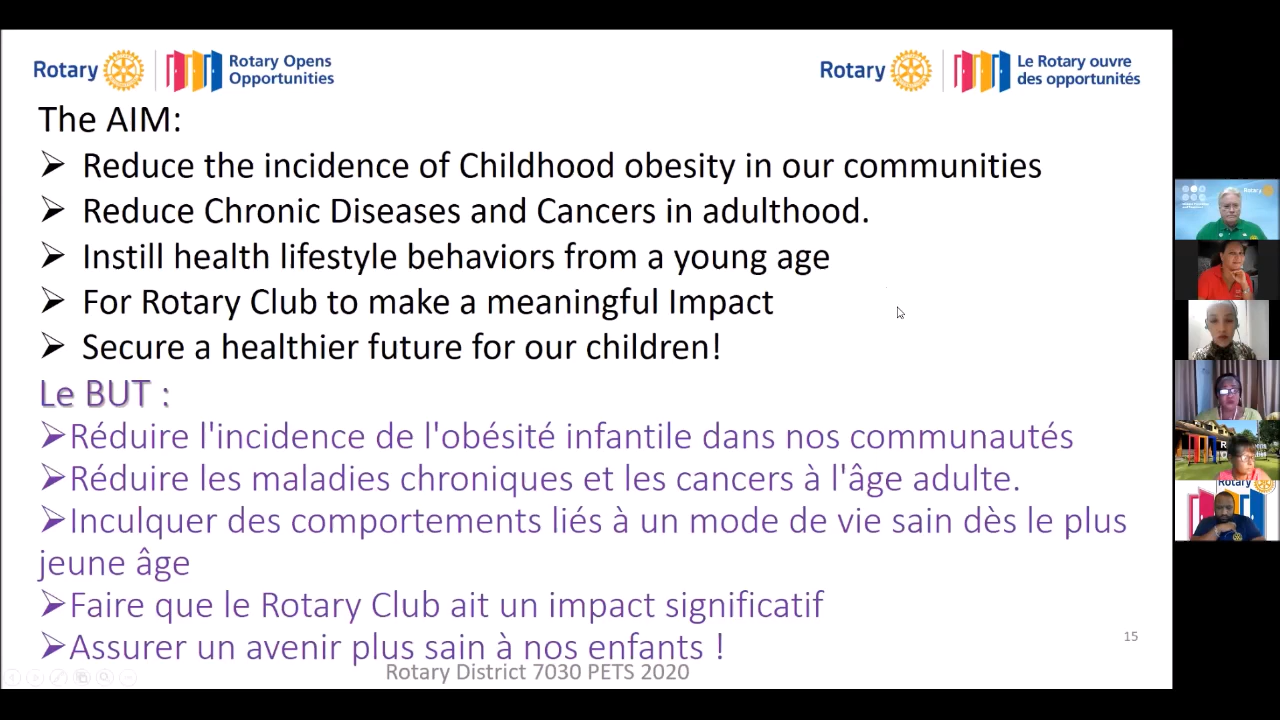 Rotary
Rotary Opens
Opportunities
Rotary
Le Rotary ouvre
des opportunités
The AIM:
➢ Reduce the incidence of Childhood obesity in our communities
➢ Reduce Chronic Diseases and Cancers in adulthood.
➢ Instill health lifestyle behaviors from a young age
➢ For Rotary Club to make a meaningful Impact
➢ Secure a healthier future for our children!
Le BUT :
➢Réduire l'incidence de l'obésité infantile dans nos communautés
➢Réduire les maladies chroniques et les cancers à l'âge adulte.
➢Inculquer des comportements liés à un mode de vie sain dès le plus
jeune âge
➢Faire que le Rotary Club ait un impact significatif
➢Assurer un avenir plus sain à nos enfants !
15
Rotary District 7030 PETS 2020
Rotary
Rotary